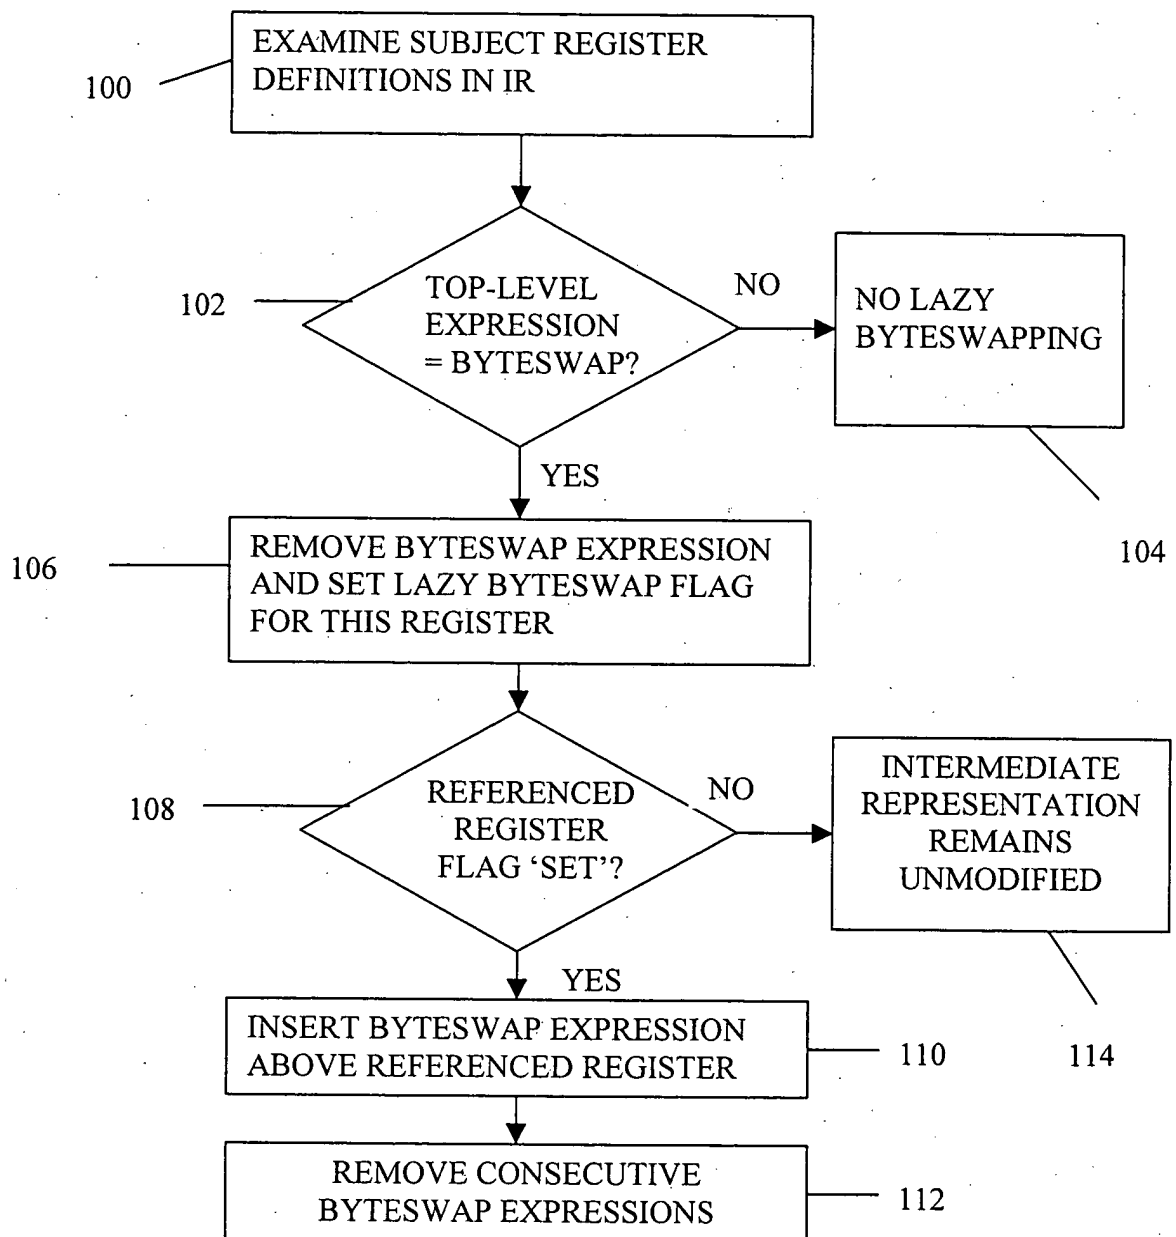 EXAMINE SUBJECT REGISTER
DEFINITIONS IN IR
100
TOP-LEVEL
EXPRESSION
= BYTESWAP?
102
NO
NO LAZY
BYTESWAPPING
104
YES
REMOVE BYTESWAP EXPRESSION
AND SET LAZY BYTESWAP FLAG
FOR THIS REGISTER
106
REFERENCED
REGISTER
FLAG ‘SET’?
108
NO
INTERMEDIATE
REPRESENTATION
REMAINS
UNMODIFIED
114
YES
INSERT BYTESWAP EXPRESSION
ABOVE REFERENCED REGISTER
110
REMOVE CONSECUTIVE
BYTESWAP EXPRESSIONS
112